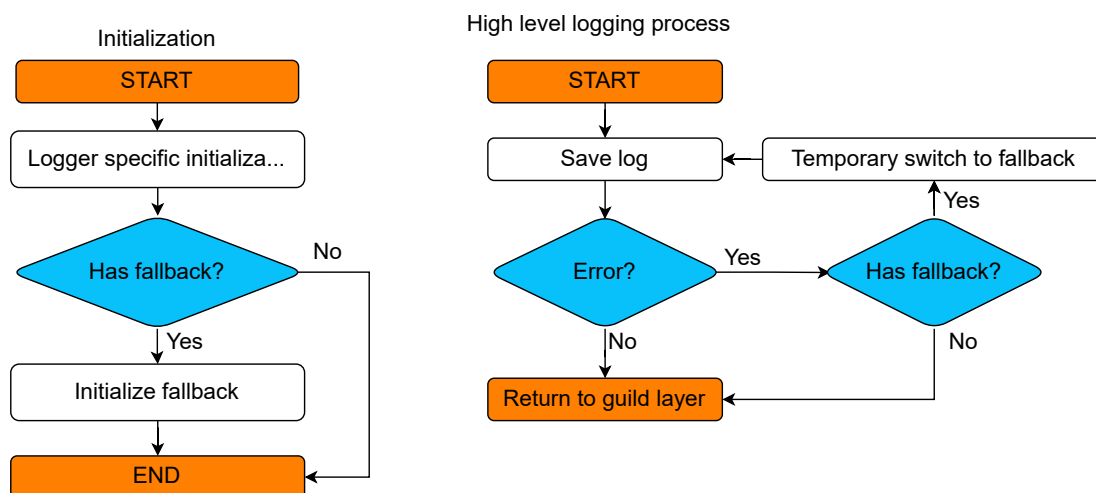 Initialization
START
Logger specific initializa...
Has fallback?
No
Yes
Initialize fallback
END
High level logging process
START
Save log
Temporary switch to fallback
Yes
Error?
Yes
Has fallback?
No
No
Return to guild layer